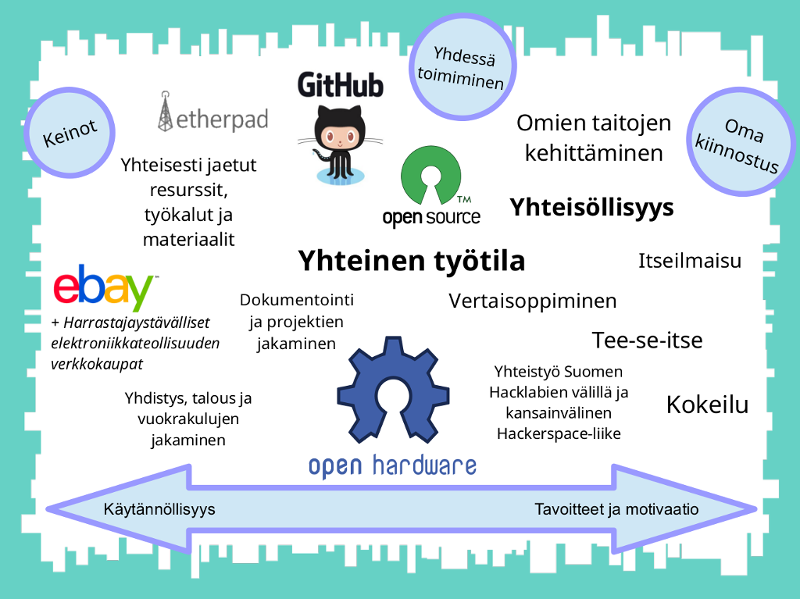 Yhdessä
toimiminen
Keinot
Oma
kiinnostus
GitHub
etherpad
Omien taitojen
kehittäminen
Yhteisesti jaetut
resurssit,
työkalut ja
materiaalit
open source
TM
Yhteisöllisyys
Yhteinen työtila
Itseilmaisu
ebay
TM
+ Harrastajaystävälliset
elektroniikkateollisuuden
verkkokaupat
Dokumentointi
ja projektien
jakaminen
Vertaisoppiminen
Tee-se-itse
Yhteistyö Suomen
Hacklabien välillä ja
kansainvälinen
Hackerspace-liike
Kokeilu
Yhdistys, talous ja
vuokrakulujen
jakaminen
open hardware
Käytännöllisyys
Tavoitteet ja motivaatio